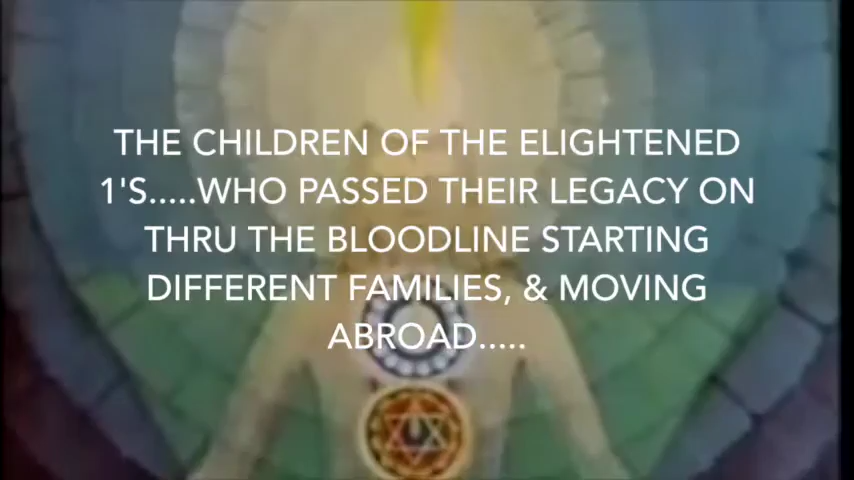 THE CHILDREN OF THE ELIGHTENED
1'S.....WHO PASSED THEIR LEGACY ON
THRU THE BLOODLINE STARTING
DIFFERENT FAMILIES, & MOVING
ABROAD.....